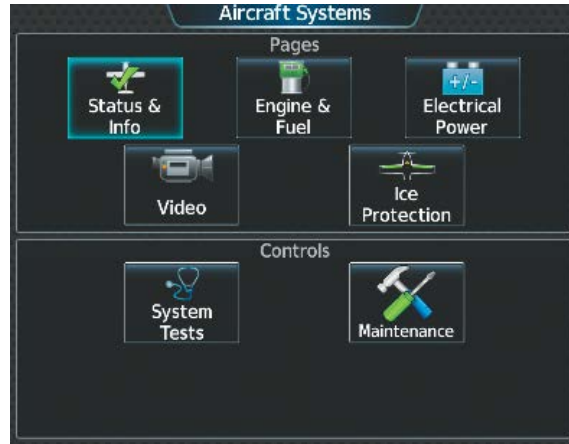 Aircraft Systems
Pages
Status &
Info
Engine &
Fuel
+/-
Electrical
Power
Video
Ice
Protection
Controls
System
Tests
Maintenance